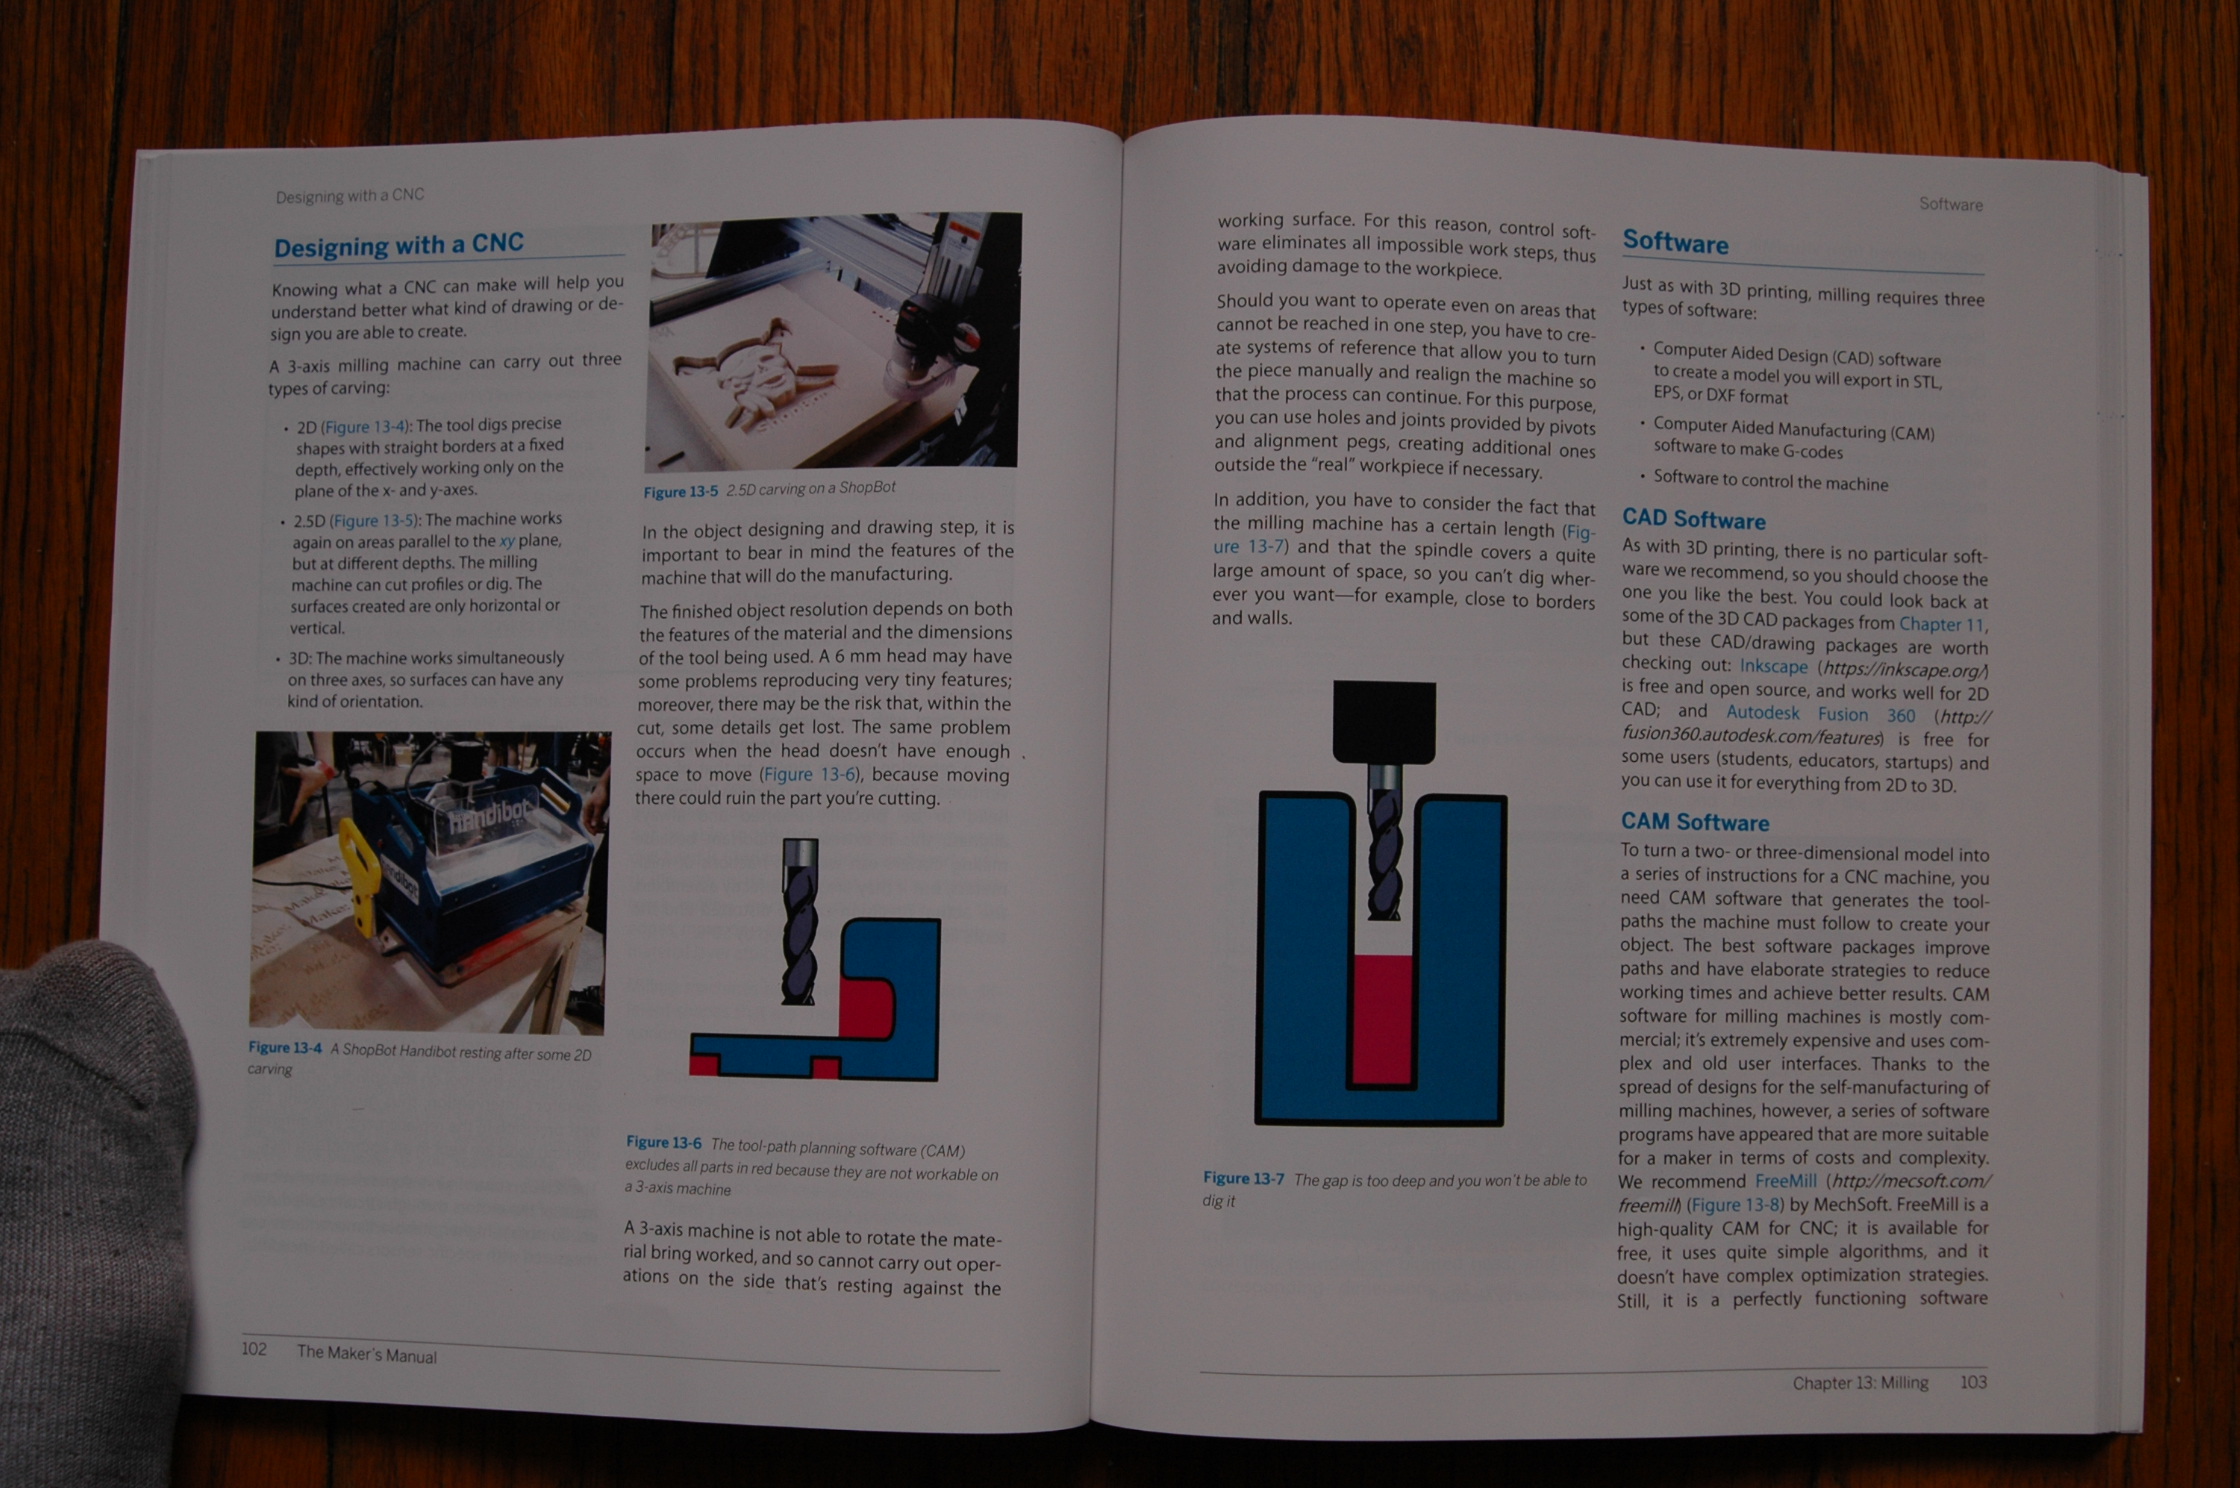 Designing with a CNC
Designing with a CNC
Knowing what a CNC can make will help you
understand better what kind of drawing or de-
sign you are able to create.
A 3-axis milling machine can carry out three
types of carving:
• 2D (Figure 13-4): The tool digs precise
shapes with straight borders at a fixed
depth, effectively working only on the
plane of the x- and y-axes.
• 2.5D (Figure 13-5): The machine works
again on areas parallel to the xy plane,
but at different depths. The milling
machine can cut profiles or dig. The
surfaces created are only horizontal or
vertical.
• 3D: The machine works simultaneously
on three axes, so surfaces can have any
kind of orientation.
handibot
Handibot
Figure 13-4 A ShopBot Handibot resting after some 2D
carving
Figure 13-5 2.5D carving on a ShopBot
In the object designing and drawing step, it is
important to bear in mind the features of the
machine that will do the manufacturing.
The finished object resolution depends on both
the features of the material and the dimensions
of the tool being used. A 6 mm head may have
some problems reproducing very tiny features;
moreover, there may be the risk that, within the
cut, some details get lost. The same problem
occurs when the head doesn't have enough
space to move (Figure 13-6), because moving
there could ruin the part you're cutting.
Figure 13-6 The tool-path planning software (CAM)
excludes all parts in red because they are not workable on
a 3-axis machine
A 3-axis machine is not able to rotate the mate-
rial bring worked, and so cannot carry out oper-
ations on the side that's resting against the
102 The Maker's Manual
Software
working surface. For this reason, control soft-
ware eliminates all impossible work steps, thus
avoiding damage to the workpiece.
Should you want to operate even on areas that
cannot be reached in one step, you have to cre-
ate systems of reference that allow you to turn
the piece manually and realign the machine so
that the process can continue. For this purpose,
you can use holes and joints provided by pivots
and alignment pegs, creating additional ones
outside the "real" workpiece if necessary.
In addition, you have to consider the fact that
the milling machine has a certain length (Fig-
ure 13-7) and that the spindle covers a quite
large amount of space, so you can't dig wher-
ever you want—for example, close to borders
and walls.
Figure 13-7 The gap is too deep and you won't be able to
dig it
Software
Just as with 3D printing, milling requires three
types of software:
• Computer Aided Design (CAD) software
to create a model you will export in STL,
EPS, or DXF format
• Computer Aided Manufacturing (CAM)
software to make G-codes
• Software to control the machine
CAD Software
As with 3D printing, there is no particular soft-
ware we recommend, so you should choose the
one you like the best. You could look back at
some of the 3D CAD packages from Chapter 11,
but these CAD/drawing packages are worth
checking out: Inkscape (https://inkscape.org/)
is free and open source, and works well for 2D
CAD; and Autodesk Fusion 360 (http://
fusion360.autodesk.com/features) is free for
some users (students, educators, startups) and
you can use it for everything from 2D to 3D.
CAM Software
To turn a two- or three-dimensional model into
a series of instructions for a CNC machine, you
need CAM software that generates the tool-
paths the machine must follow to create your
object. The best software packages improve
paths and have elaborate strategies to reduce
working times and achieve better results. CAM
software for milling machines is mostly com-
mercial; it's extremely expensive and uses com-
plex and old user interfaces. Thanks to the
spread of designs for the self-manufacturing of
milling machines, however, a series of software
programs have appeared that are more suitable
for a maker in terms of costs and complexity.
We recommend FreeMill (http://mecsoft.com/
freemill) (Figure 13-8) by MechSoft. FreeMill is a
high-quality CAM for CNC; it is available for
free, it uses quite simple algorithms, and it
doesn't have complex optimization strategies.
Still, it is a perfectly functioning software
Chapter 13: Milling 103